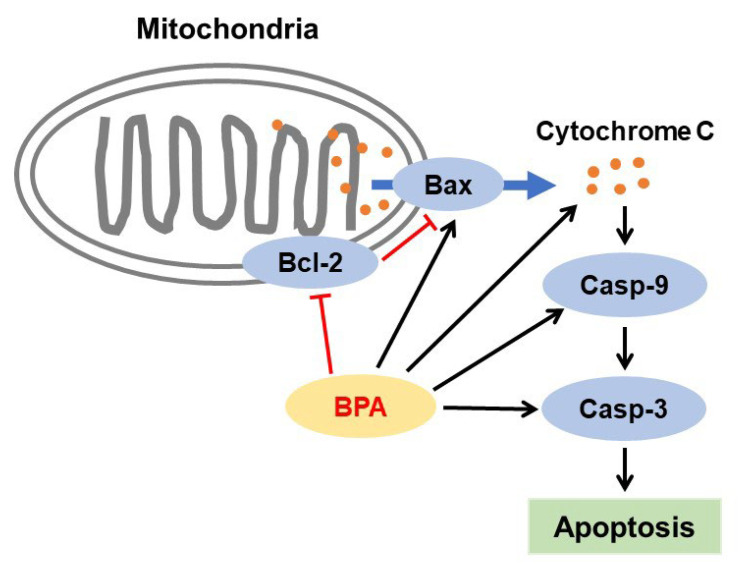 Mitochondria
Cytochrome C
Bax
Bcl-2
Casp-9
BPA
Casp-3
Apoptosis